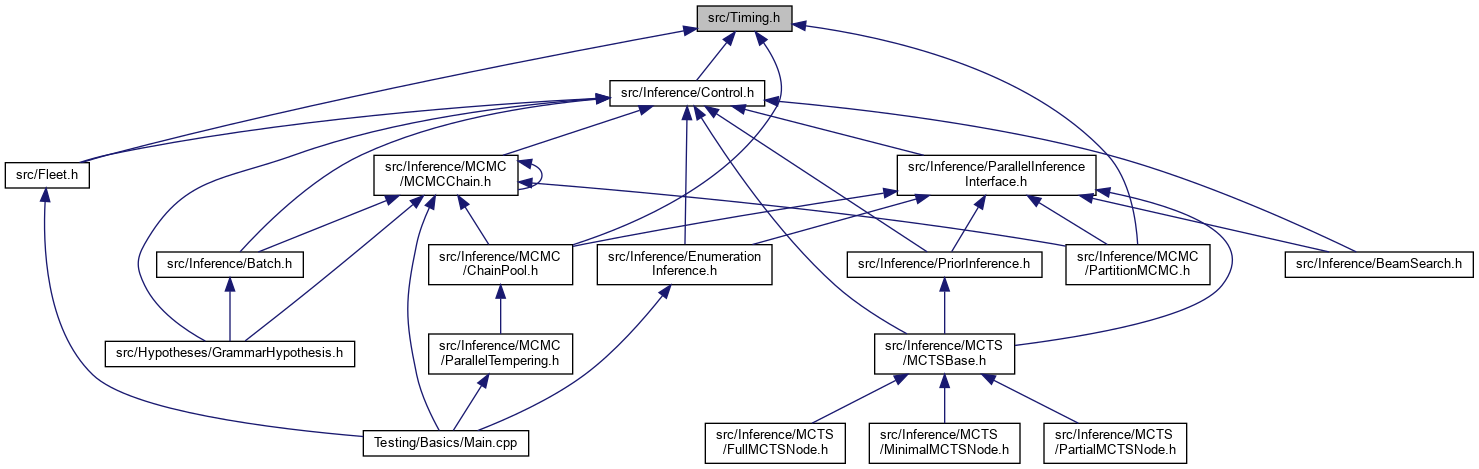 src/Timing.h
src/Inference/Control.h
src/Fleet.h
src/Inference/MCMC
/MCMCChain.h
src/Inference/ParallelInference
Interface.h
src/Inference/Batch.h
src/Inference/MCMC
/ChainPool.h
src/Inference/Enumeration
Inference.h
src/Inference/PriorInference.h
src/Inference/MCMC
/PartitionMCMC.h
src/Inference/BeamSearch.h
src/Hypotheses/GrammarHypothesis.h
src/Inference/MCMC
/ParallelTempering.h
src/Inference/MCTS
/MCTSBase.h
Testing/Basics/Main.cpp
src/Inference/MCTS
/FullMCTSNode.h
src/Inference/MCTS
/MinimalMCTSNode.h
src/Inference/MCTS
/PartialMCTSNode.h